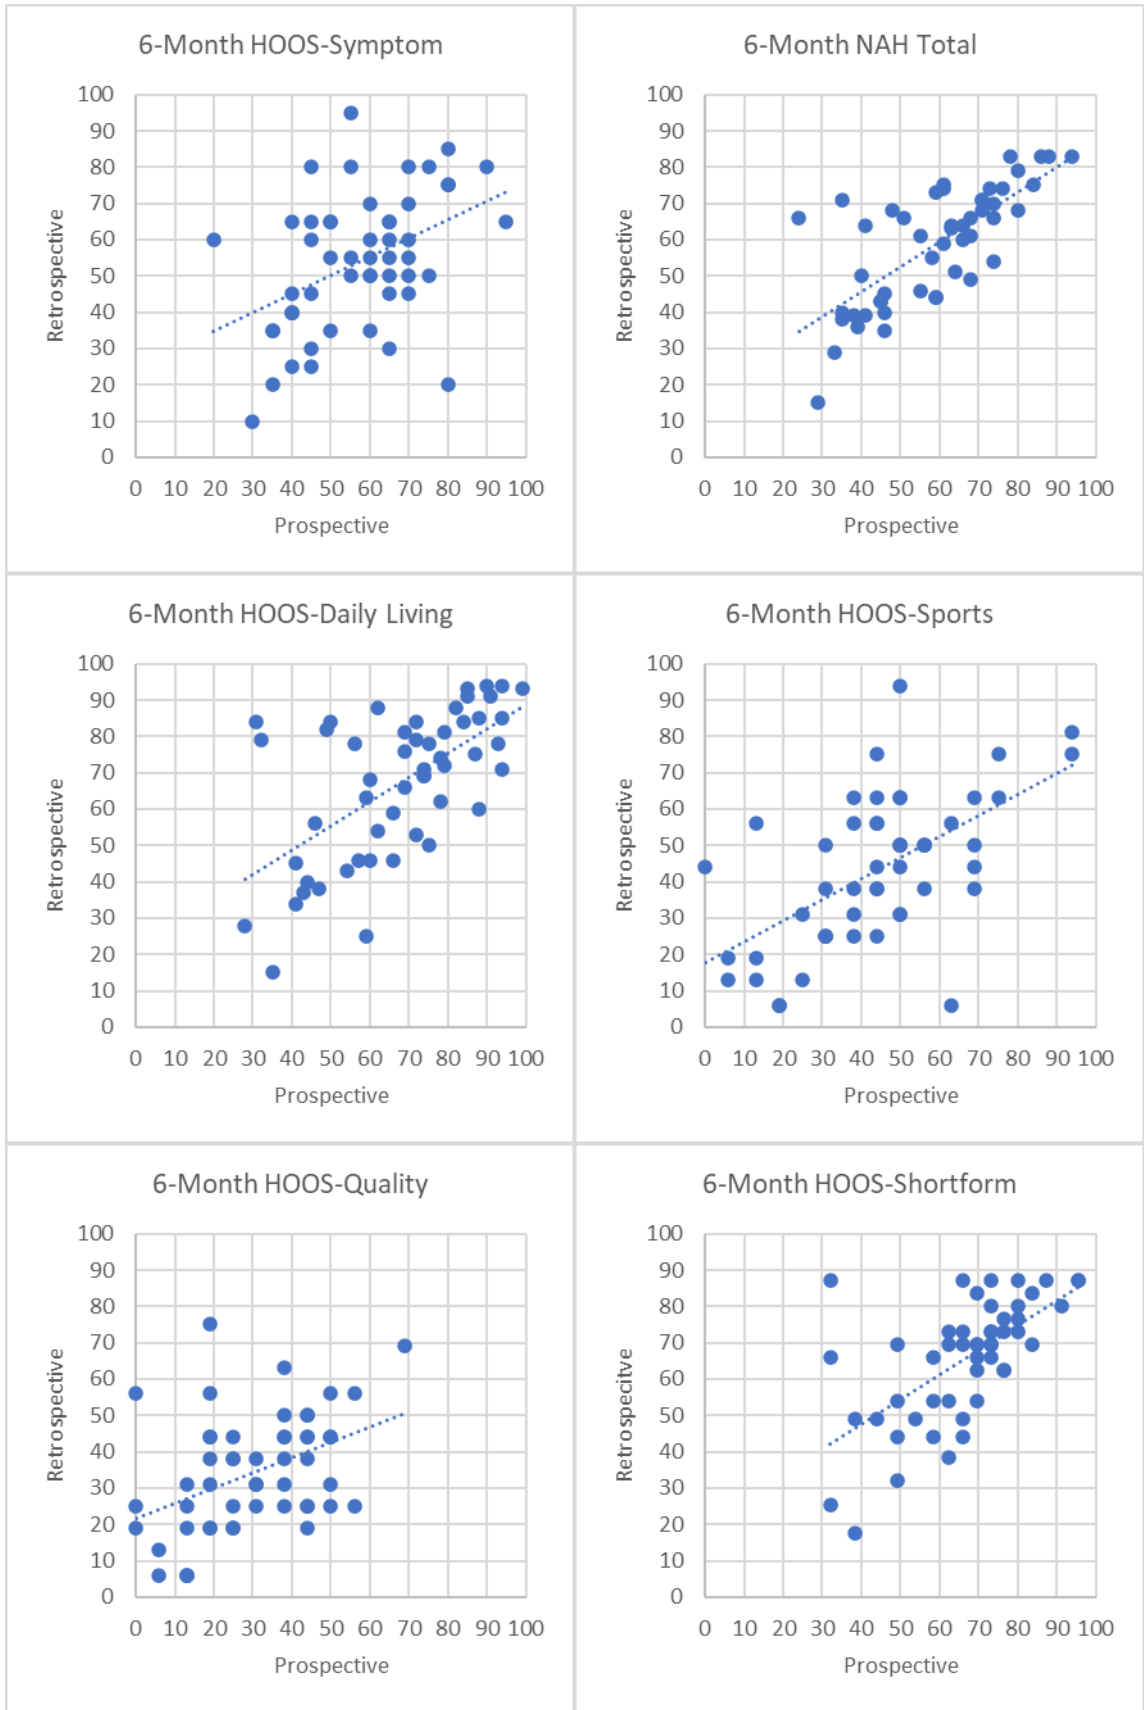 6-Month HOOS-Symptom
100
90
80
70
60
50
40
30
20
10
0
Retrospective
0 10 20 30 40 50 60 70 80 90 100
Prospective
6-Month NAH Total
100
90
80
70
60
50
40
30
20
10
0
Retrospective
0 10 20 30 40 50 60 70 80 90 100
Prospective
6-Month HOOS-Daily Living
100
90
80
70
60
50
40
30
20
10
0
Retrospective
0 10 20 30 40 50 60 70 80 90 100
Prospective
6-Month HOOS-Sports
100
90
80
70
60
50
40
30
20
10
0
Retrospective
0 10 20 30 40 50 60 70 80 90 100
Prospective
6-Month HOOS-Quality
100
90
80
70
60
50
40
30
20
10
0
Retrospective
0 10 20 30 40 50 60 70 80 90 100
Prospective
6-Month HOOS-Shortform
100
90
80
70
60
50
40
30
20
10
0
Retrospecitve
0 10 20 30 40 50 60 70 80 90 100
Prospective